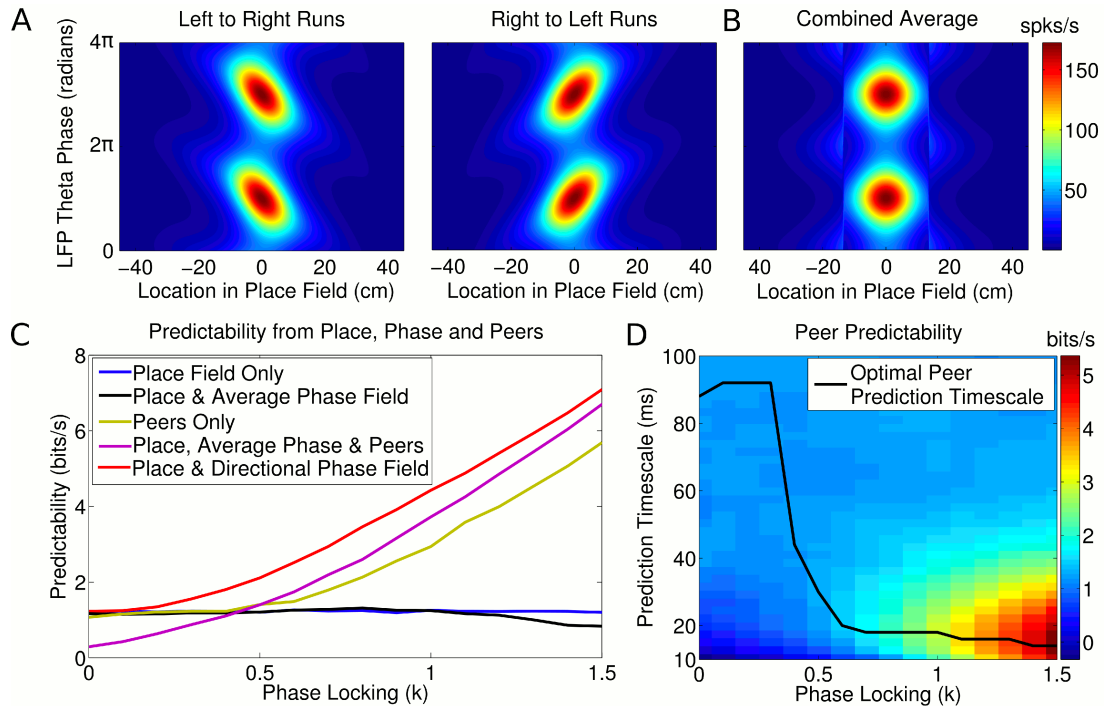 A
Left to Right Runs
Right to Left Runs
B
Combined Average
spks/s
LFP Theta Phase (radians)
4π
2π
0
−40 −20 0 20 40
Location in Place Field (cm)
−40 −20 0 20 40
Location in Place Field (cm)
−40 −20 0 20 40
Location in Place Field (cm)
150
100
50
C
Predictability from Place, Phase and Peers
Predictability (bits/s)
8
6
4
2
0
Place Field Only
Place & Average Phase Field
Peers Only
Place, Average Phase & Peers
Place & Directional Phase Field
0 0.5 1 1.5
Phase Locking (k)
D
Peer Predictability
bits/s
Prediction Timescale (ms)
100
80
60
40
20
10
Optimal Peer
Prediction Timescale
0 0.5 1 1.5
Phase Locking (k)
5
4
3
2
1
0